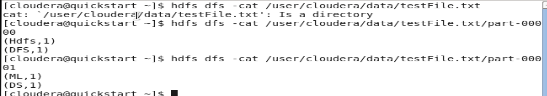 [cloudera@quickstart ~]$ hdfs dfs -cat /user/cloudera/data/testFile.txt
cat: `/user/cloudera/data/testFile.txt': Is a directory
[cloudera@quickstart ~]$ hdfs dfs -cat /user/cloudera/data/testFile.txt/part-000
00
(Hdfs,1)
(DFS,1)
[cloudera@quickstart ~]$ hdfs dfs -cat /user/cloudera/data/testFile.txt/part-000
01
(ML,1)
(DS,1)
[cloudera@quickstart ~]$